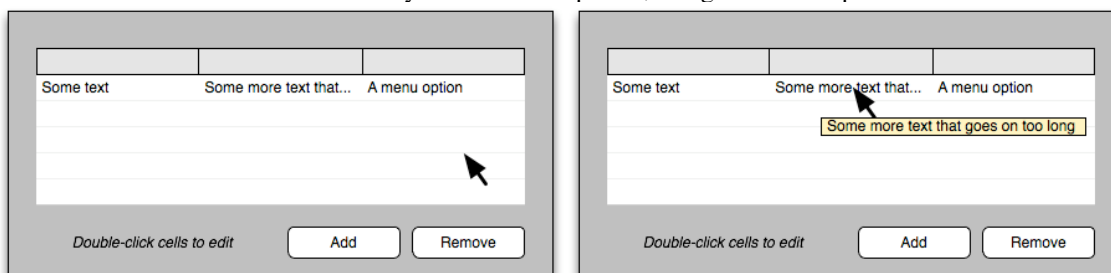 Some text Some more text that... A menu option
Double-click cells to edit Add Remove
Some text Some more text that... A menu option
Some more text that goes on too long
Double-click cells to edit Add Remove